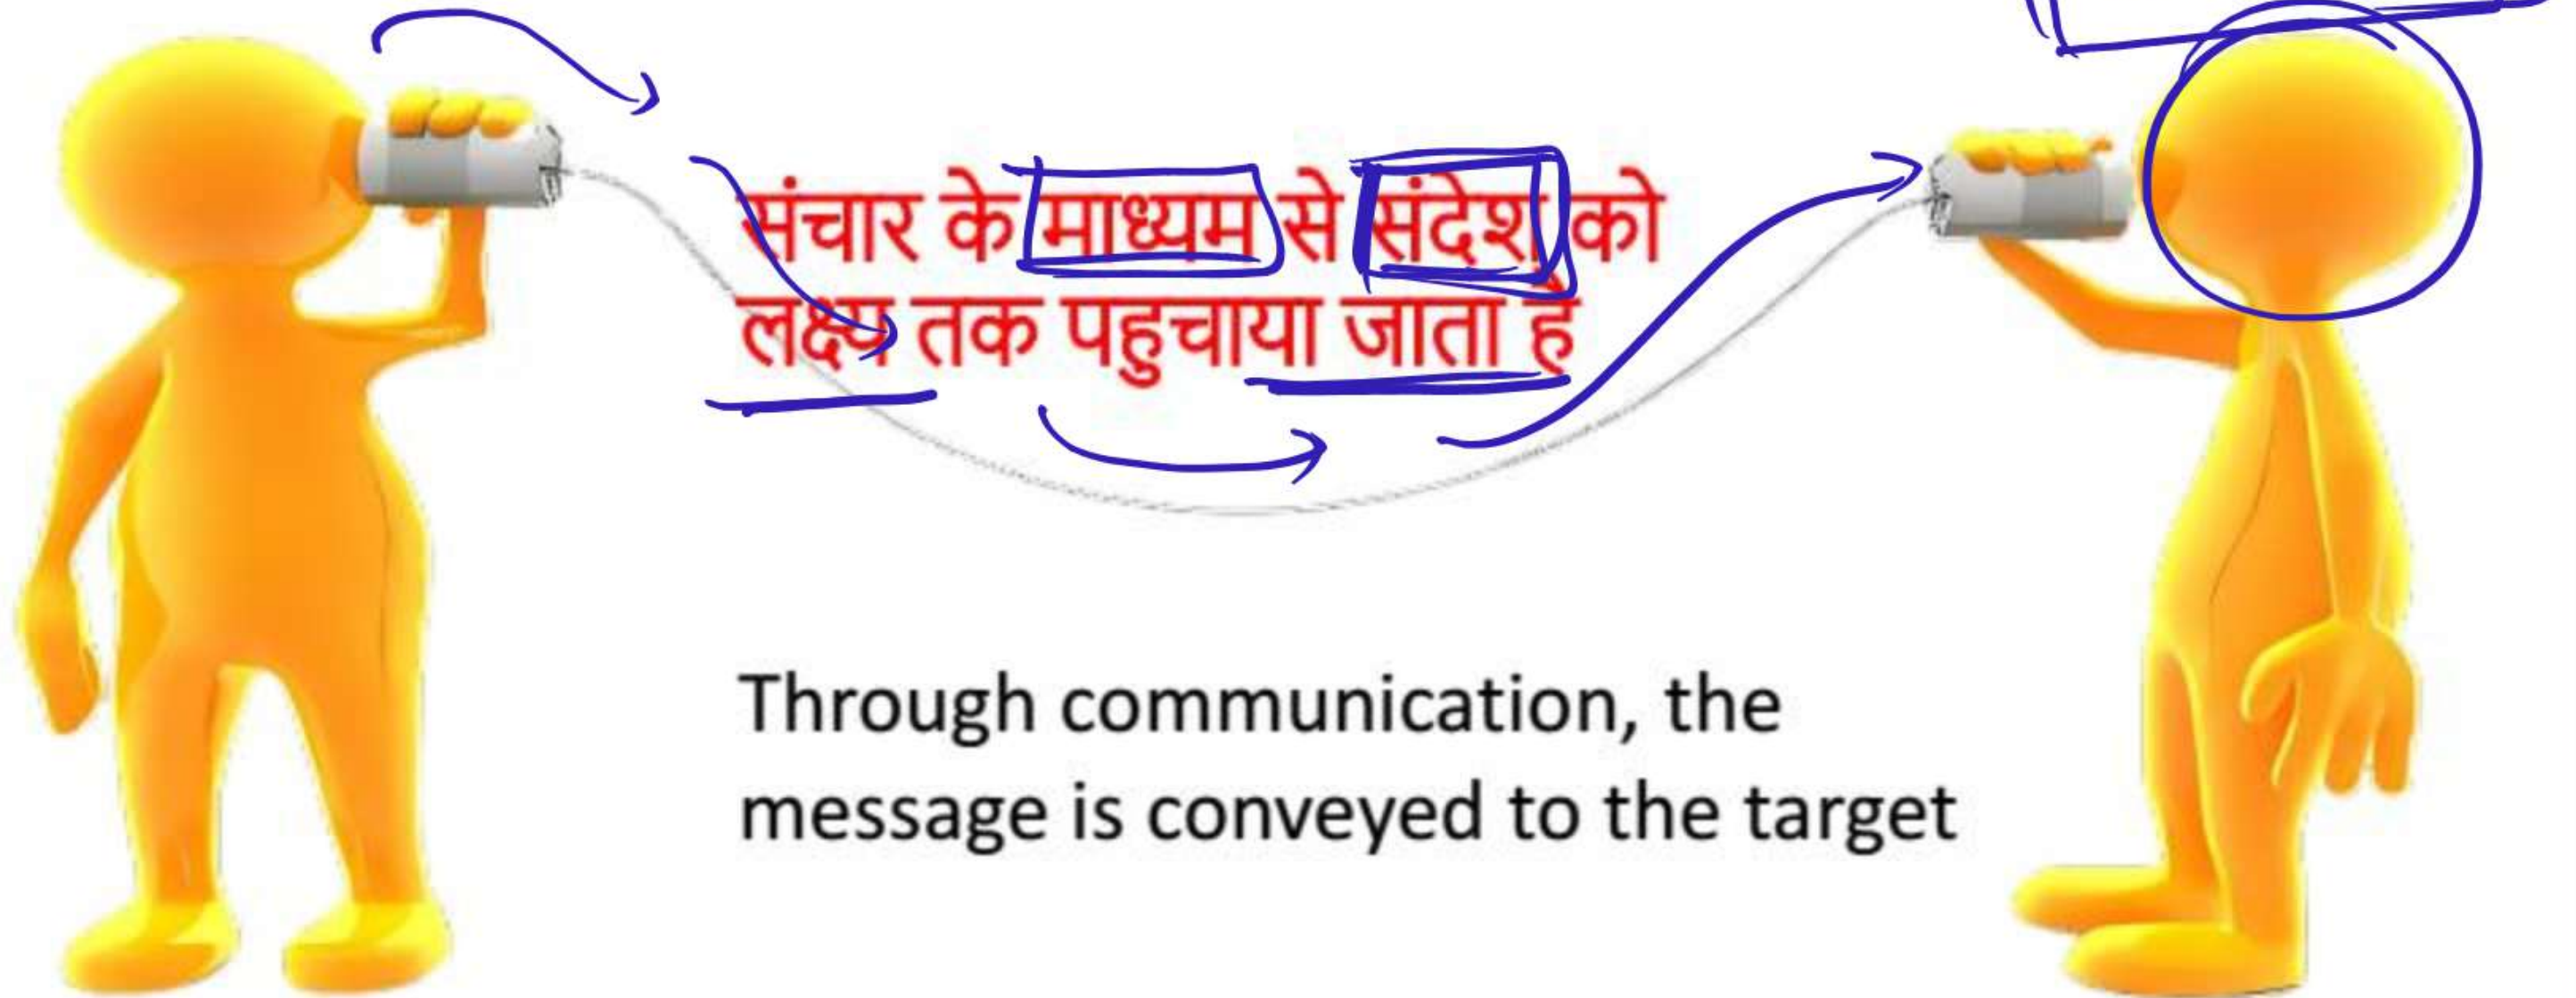 संचार के माध्यम से संदेश को
लक्ष्य तक पहुचाया जाता है
Through communication, the
message is conveyed to the target